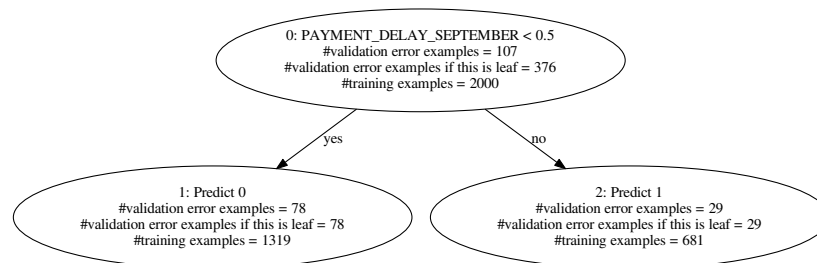 0: PAYMENT_DELAY_SEPTEMBER < 0.5
#validation error examples = 107
#validation error examples if this is leaf = 376
#training examples = 2000
yes
no
1: Predict 0
#validation error examples = 78
#validation error examples if this is leaf = 78
#training examples = 1319
2: Predict 1
#validation error examples = 29
#validation error examples if this is leaf = 29
#training examples = 681